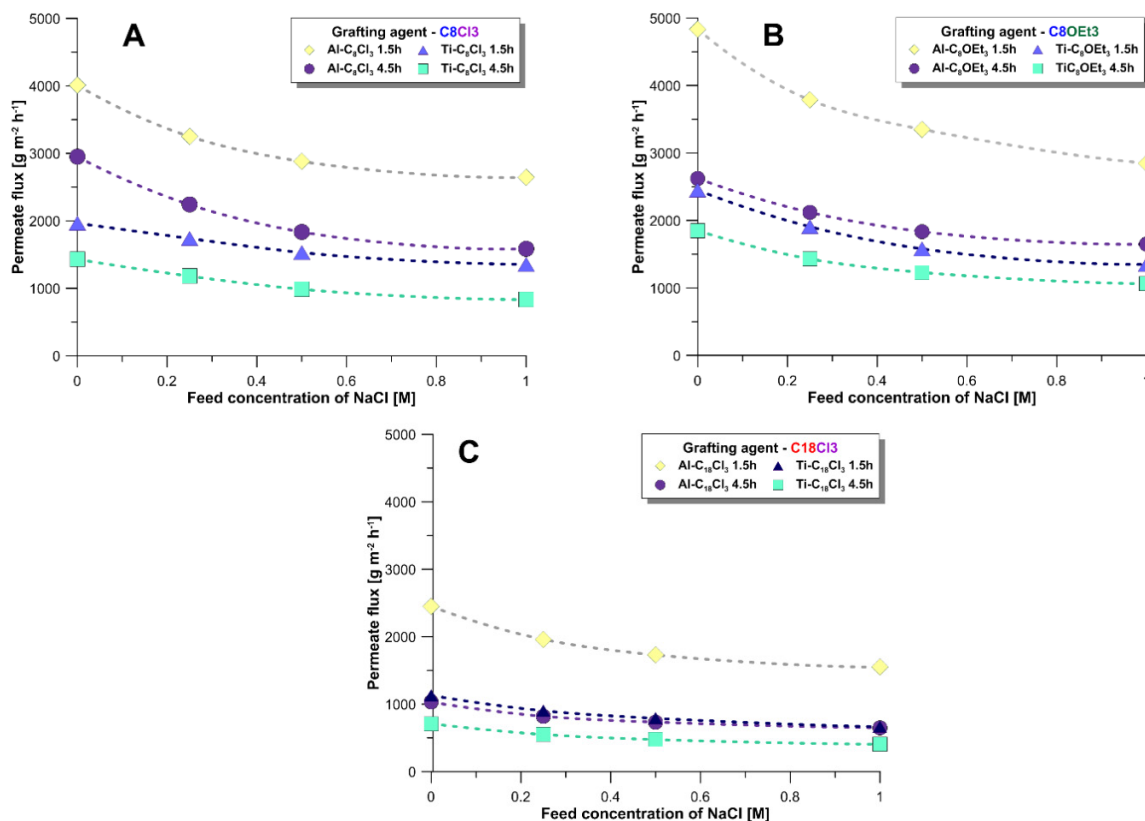 A
Grafting agent - C8Cl3
Al-C₈Cl₃ 1.5h Ti-C₈Cl₃ 1.5h
Al-C₈Cl₃ 4.5h Ti-C₈Cl₃ 4.5h
5000
4000
3000
2000
1000
0
Permeate flux [g m⁻² h⁻¹]
0 0.2 0.4 0.6 0.8 1
Feed concentration of NaCl [M]
B
Grafting agent - C8OEt3
Al-C₈OEt₃ 1.5h Ti-C₈OEt₃ 1.5h
Al-C₈OEt₃ 4.5h TiC₈OEt₃ 4.5h
5000
4000
3000
2000
1000
0
Permeate flux [g m⁻² h⁻¹]
0 0.2 0.4 0.6 0.8 1
Feed concentration of NaCl [M]
C
Grafting agent - C18Cl3
Al-C₁₈Cl₃ 1.5h Ti-C₁₈Cl₃ 1.5h
Al-C₁₈Cl₃ 4.5h Ti-C₁₈Cl₃ 4.5h
5000
4000
3000
2000
1000
0
Permeate flux [g m⁻² h⁻¹]
0 0.2 0.4 0.6 0.8 1
Feed concentration of NaCl [M]